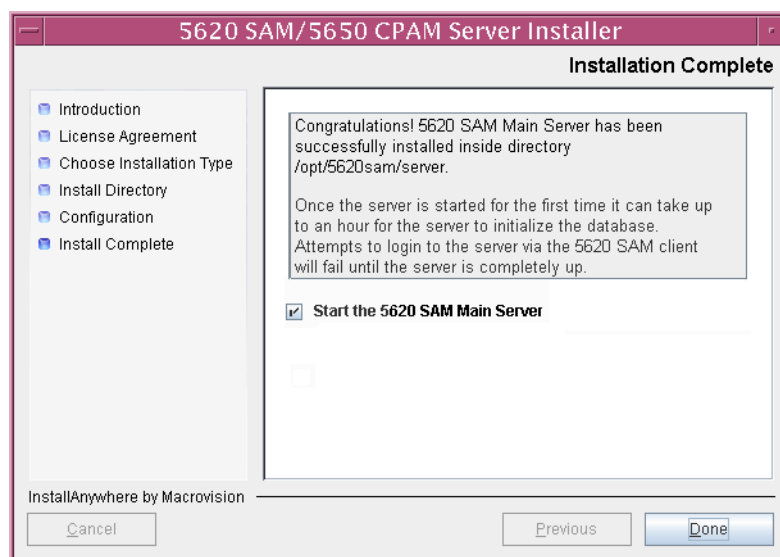 5620 SAM/5650 CPAM Server Installer
Installation Complete
Introduction
License Agreement
Choose Installation Type
Install Directory
Configuration
Install Complete
Congratulations! 5620 SAM Main Server has been
successfully installed inside directory
/opt/5620sam/server.
Once the server is started for the first time it can take up
to an hour for the server to initialize the database.
Attempts to login to the server via the 5620 SAM client
will fail until the server is completely up.
Start the 5620 SAM Main Server
InstallAnywhere by Macrovision
Cancel
Previous
Done